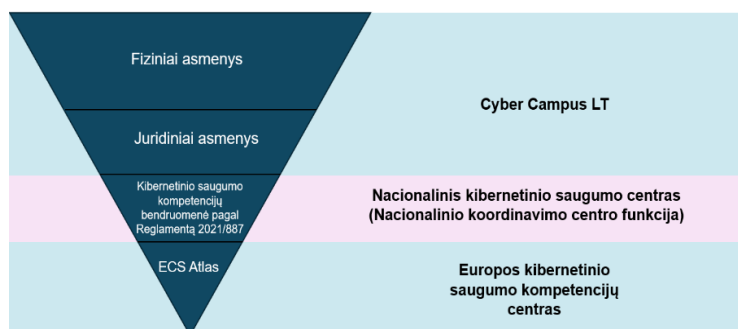 Fiziniai asmenys
Juridiniai asmenys
Cyber Campus LT
Kibernetinio saugumo
kompetencijų
bendruomenė pagal
Reglamentą 2021/887
Nacionalinis kibernetinio saugumo centras
(Nacionalinio koordinavimo centro funkcija)
ECS Atlas
Europos kibernetinio
saugumo kompetencijų
centras